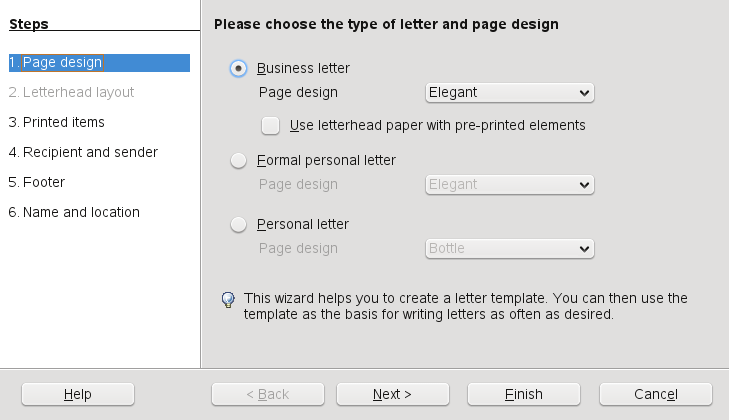 Steps
1. Page design
2. Letterhead layout
3. Printed items
4. Recipient and sender
5. Footer
6. Name and location
Please choose the type of letter and page design
Business letter
Page design Elegant
Use letterhead paper with pre-printed elements
Formal personal letter
Page design Elegant
Personal letter
Page design Bottle
This wizard helps you to create a letter template. You can then use the
template as the basis for writing letters as often as desired.
Help < Back Next > Finish Cancel